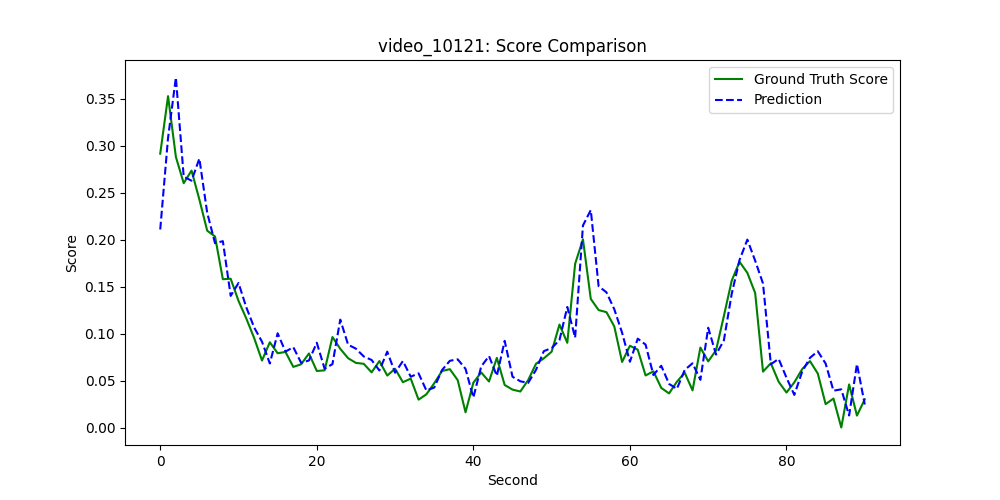 video_10121: Score Comparison
Ground Truth Score
Prediction
0.35
0.30
0.25
0.20
0.15
0.10
0.05
0.00
Score
0 20 40 60 80
Second